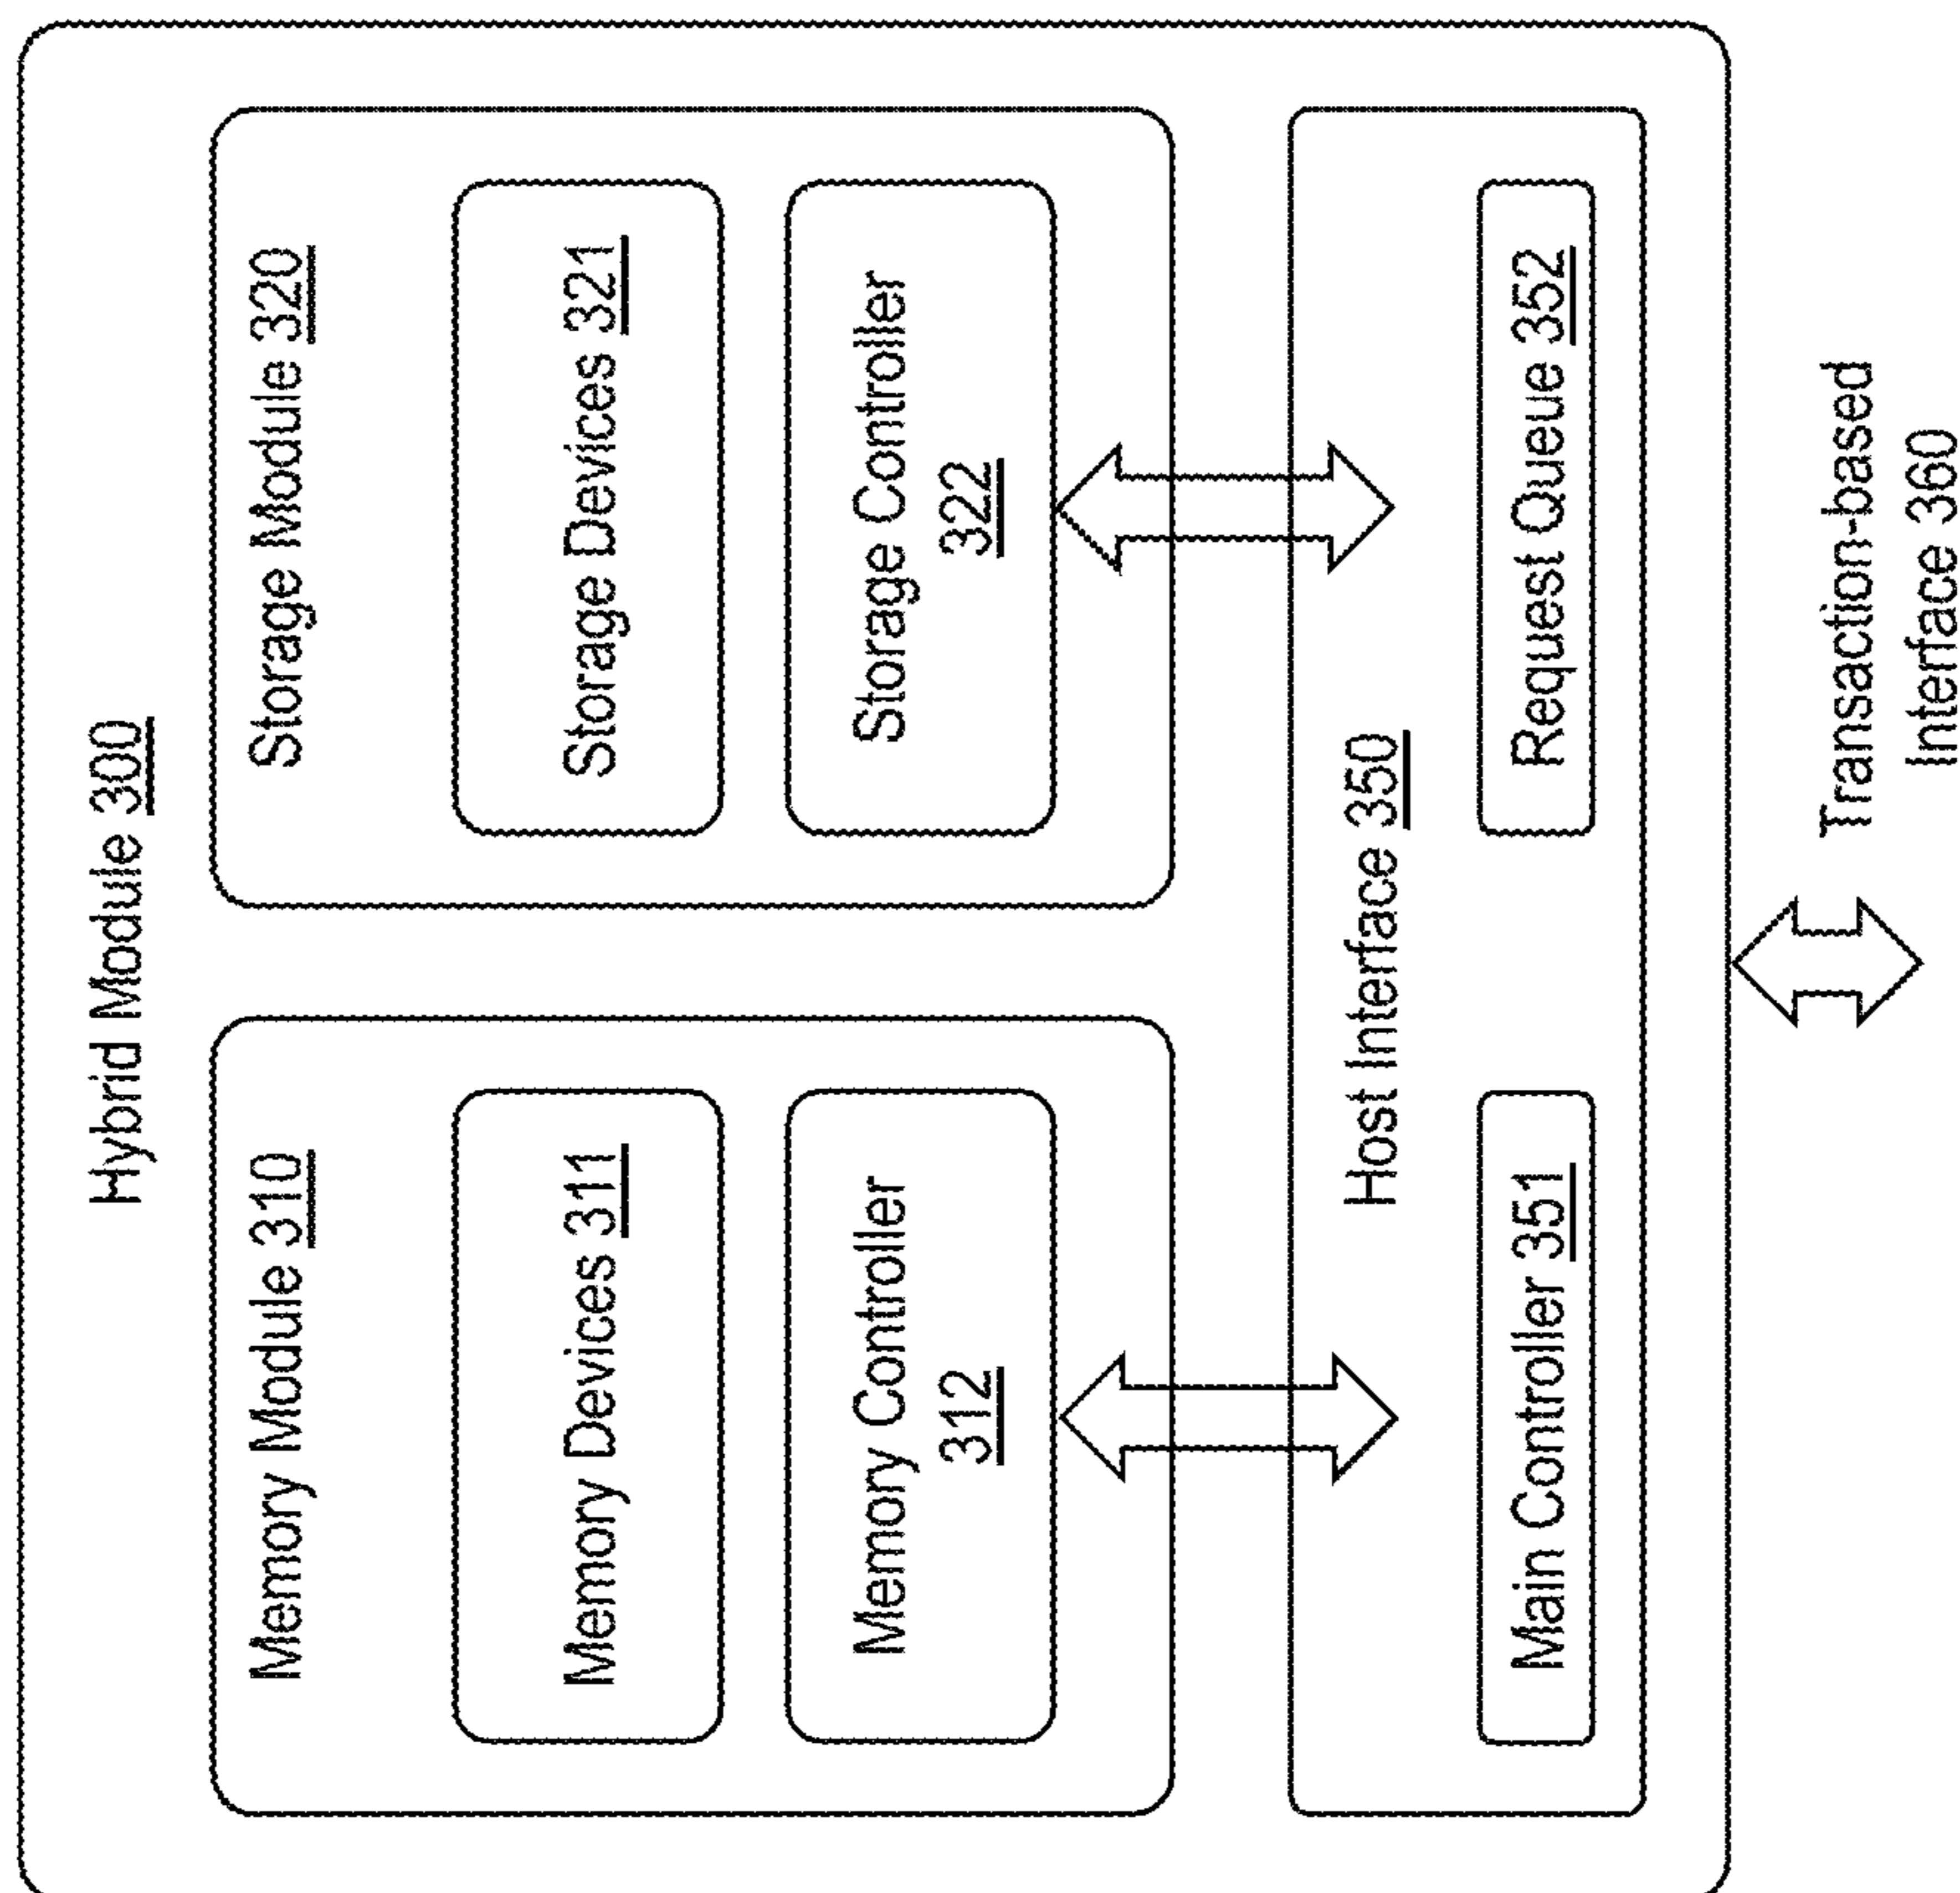 Hybrid Module 300
Memory Module 310
Memory Devices 311
Memory Controller
312
Storage Module 320
Storage Devices 321
Storage Controller
322
Host Interface 350
Main Controller 351
Request Queue 352
Transaction-based
Interface 360